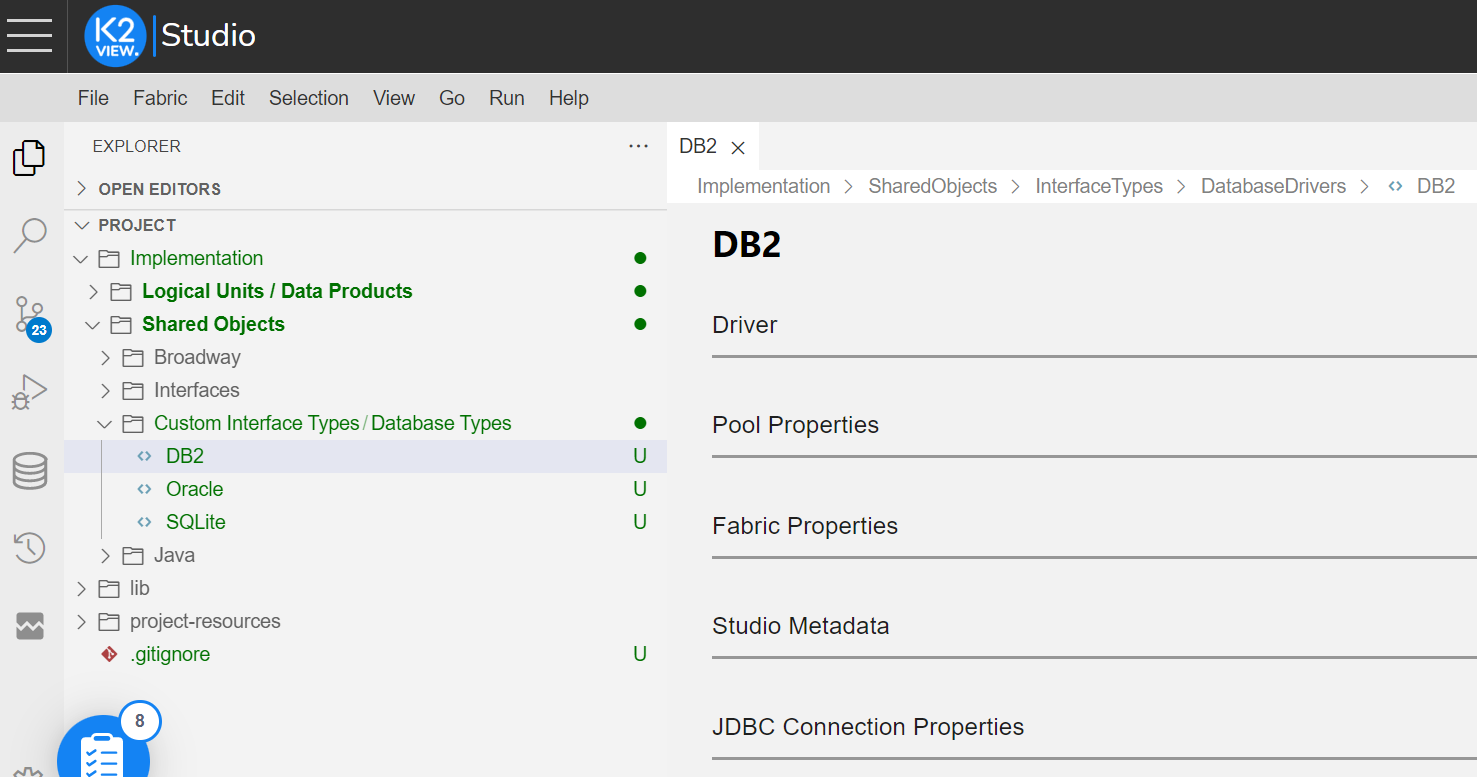 K2
VIEW.
Studio
File Fabric Edit Selection View Go Run Help
EXPLORER
···
OPEN EDITORS
PROJECT
Implementation
Logical Units / Data Products
Shared Objects
Broadway
Interfaces
Custom Interface Types / Database Types
DB2 U
Oracle U
SQLite U
Java
lib
project-resources
.gitignore U
23
8
DB2
Implementation > SharedObjects > InterfaceTypes > DatabaseDrivers > <> DB2
DB2
Driver
Pool Properties
Fabric Properties
Studio Metadata
JDBC Connection Properties